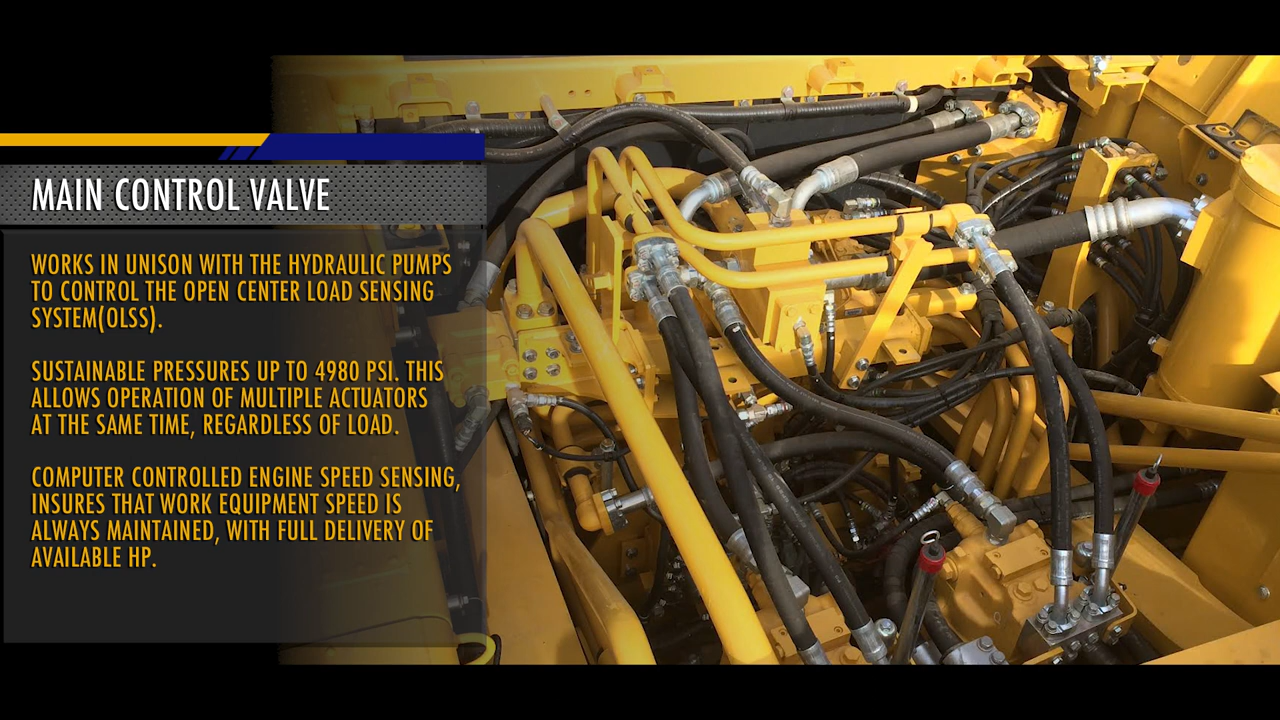 MAIN CONTROL VALVE
WORKS IN UNISON WITH THE HYDRAULIC PUMPS
TO CONTROL THE OPEN CENTER LOAD SENSING
SYSTEM(OLSS).
SUSTAINABLE PRESSURES UP TO 4980 PSI. THIS
ALLOWS OPERATION OF MULTIPLE ACTUATORS
AT THE SAME TIME, REGARDLESS OF LOAD.
COMPUTER CONTROLLED ENGINE SPEED SENSING,
INSURES THAT WORK EQUIPMENT SPEED IS
ALWAYS MAINTAINED, WITH FULL DELIVERY OF
AVAILABLE HP.